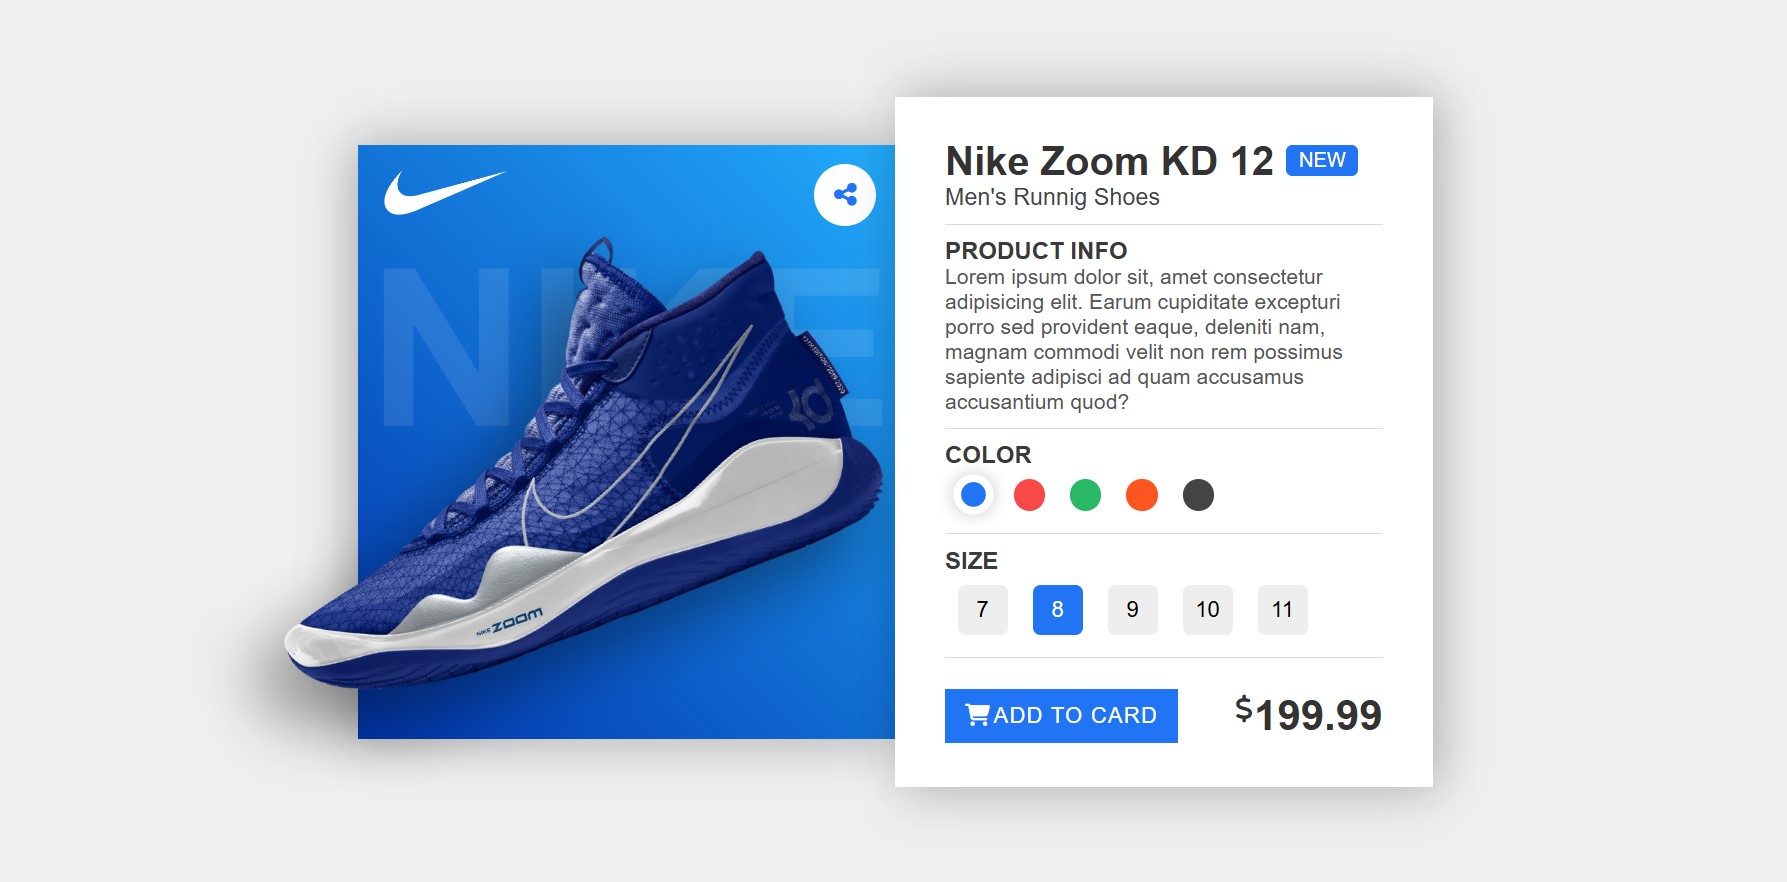 NIKE
NIKE ZOOM
Nike Zoom KD 12 NEW
Men's Runnig Shoes
PRODUCT INFO
Lorem ipsum dolor sit, amet consectetur
adipisicing elit. Earum cupiditate excepturi
porro sed provident eaque, deleniti nam,
magnam commodi velit non rem possimus
sapiente adipisci ad quam accusamus
accusantium quod?
COLOR
SIZE
7 8 9 10 11
ADD TO CARD $199.99